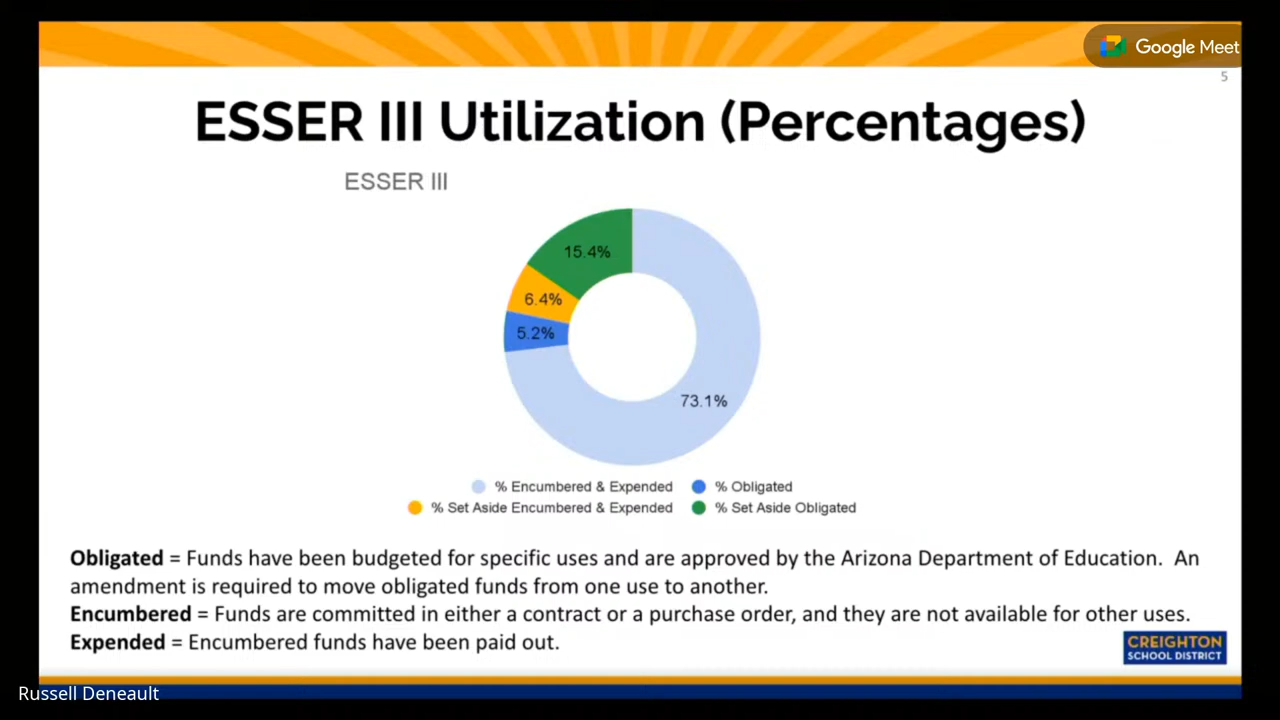 Google Meet
5
ESSER III Utilization (Percentages)
ESSER III
15.4%
6.4%
5.2%
73.1%
% Encumbered & Expended % Obligated
% Set Aside Encumbered & Expended % Set Aside Obligated
Obligated = Funds have been budgeted for specific uses and are approved by the Arizona Department of Education. An
amendment is required to move obligated funds from one use to another.
Encumbered = Funds are committed in either a contract or a purchase order, and they are not available for other uses.
Expended = Encumbered funds have been paid out.
CREIGHTON
SCHOOL DISTRICT
Russell Deneault